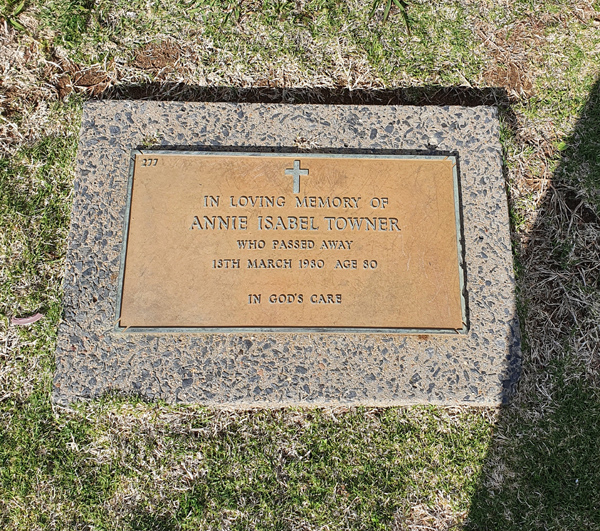 277
IN LOVING MEMORY OF
ANNIE ISABEL TOWNER
WHO PASSED AWAY
13TH MARCH 1980 AGE 80
IN GOD'S CARE